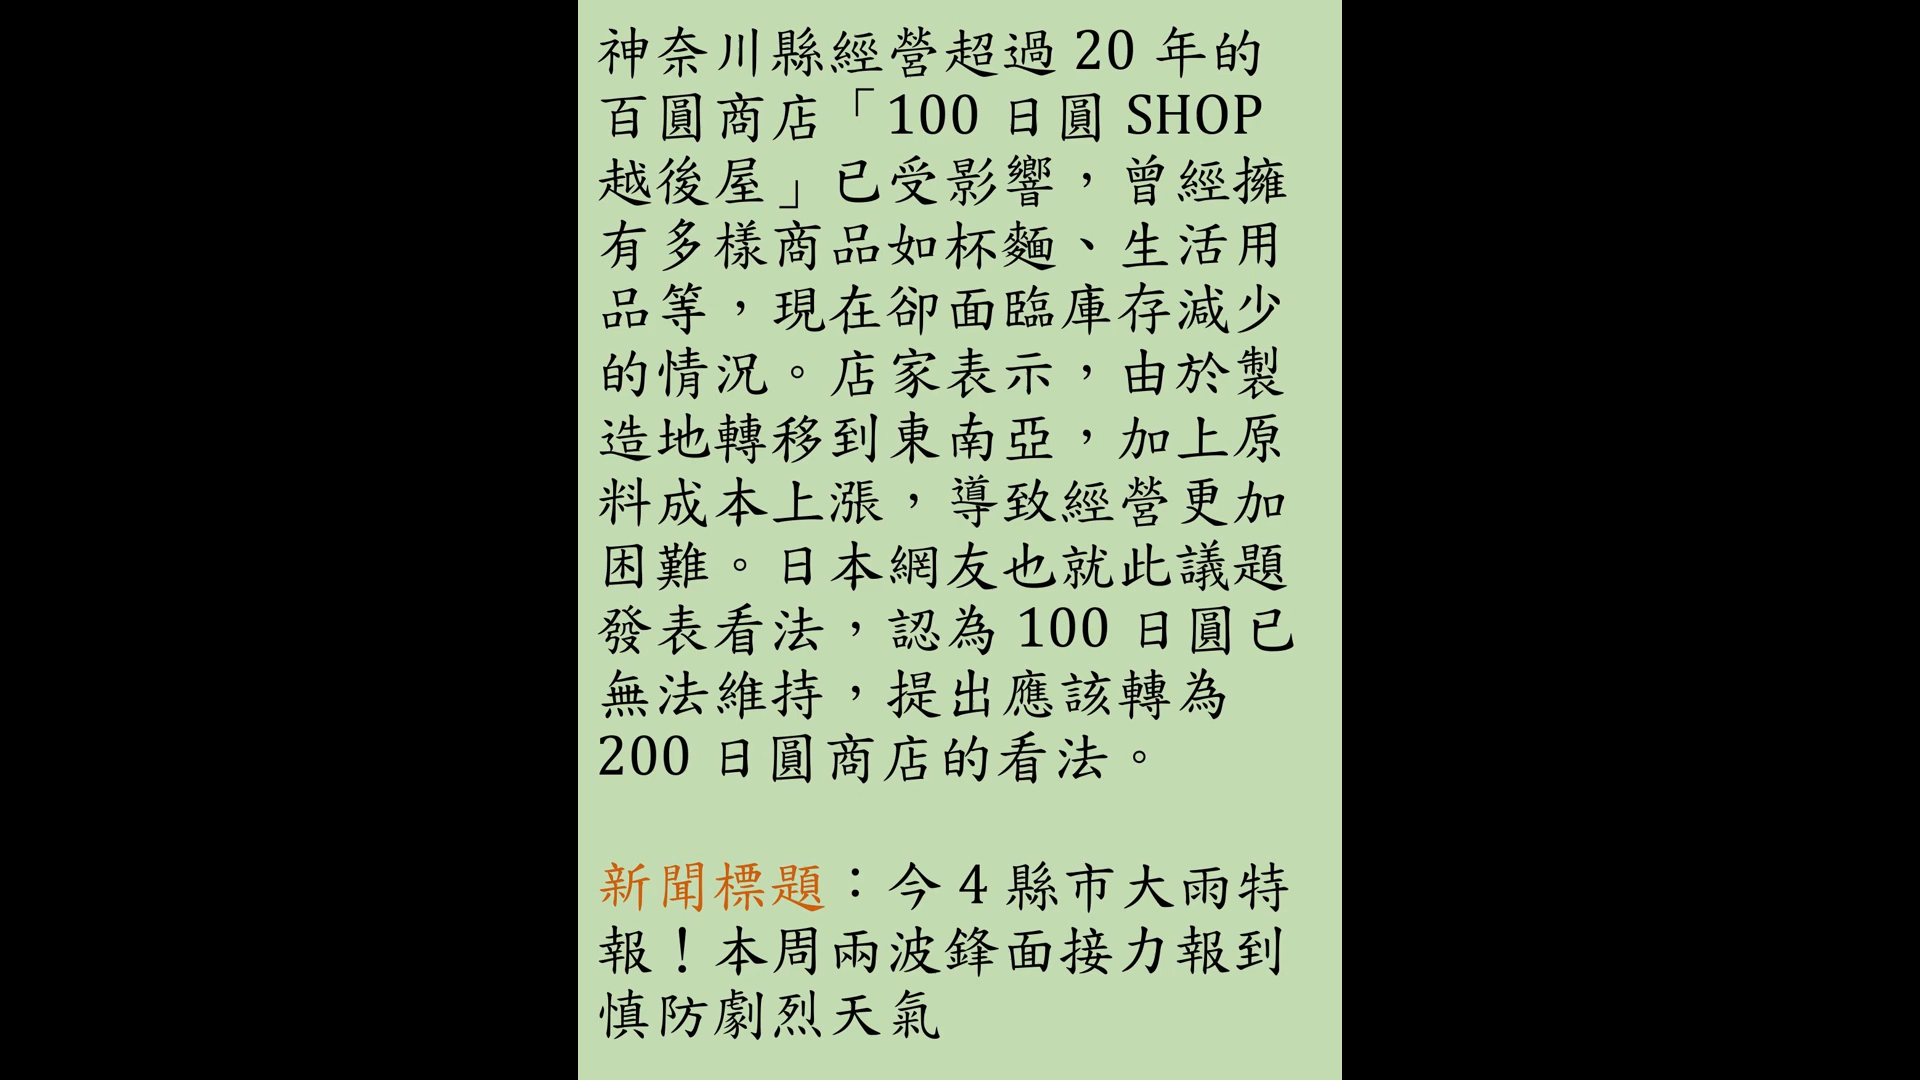 神奈川縣經營超過 20 年的
百圓商店「100 日圓 SHOP
越後屋」已受影響，曾經擁
有多樣商品如杯麵、生活用
品等，現在卻面臨庫存減少
的情況。店家表示，由於製
造地轉移到東南亞，加上原
料成本上漲，導致經營更加
困難。日本網友也就此議題
發表看法，認為 100 日圓已
無法維持，提出應該轉為
200 日圓商店的看法。
新聞標題：今 4 縣市大雨特
報！本周兩波鋒面接力報到
慎防劇烈天氣